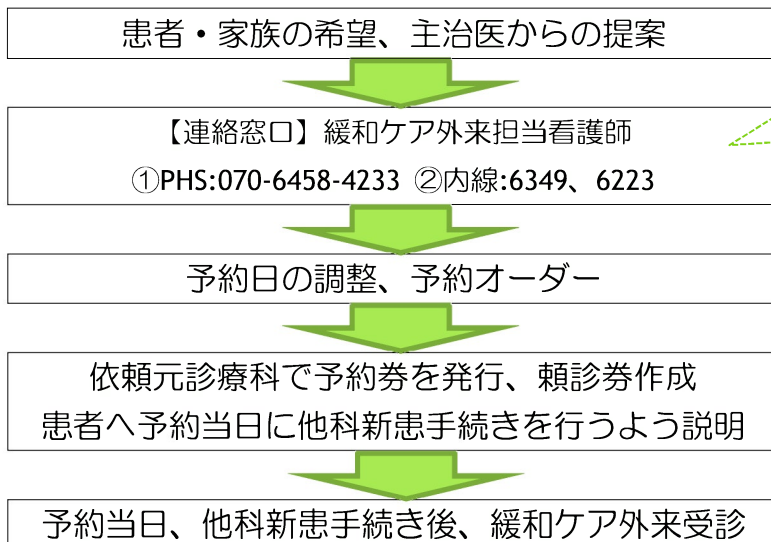 患者・家族の希望、主治医からの提案
【連絡窓口】緩和ケア外来担当看護師
①PHS:070-6458-4233 ②内線:6349、6223
予約日の調整、予約オーダー
依頼元診療科で予約券を発行、頼診券作成
患者へ予約当日に他科新患手続きを行うよう説明
予約当日、他科新患手続き後、緩和ケア外来受診